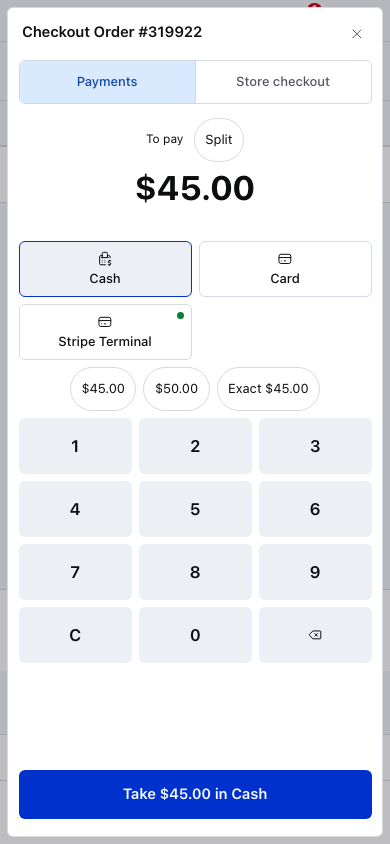 Checkout Order #319922
Payments
Store checkout
To pay
Split
$45.00
Cash
Card
Stripe Terminal
$45.00
$50.00
Exact $45.00
1
2
3
4
5
6
7
8
9
C
0
Take $45.00 in Cash